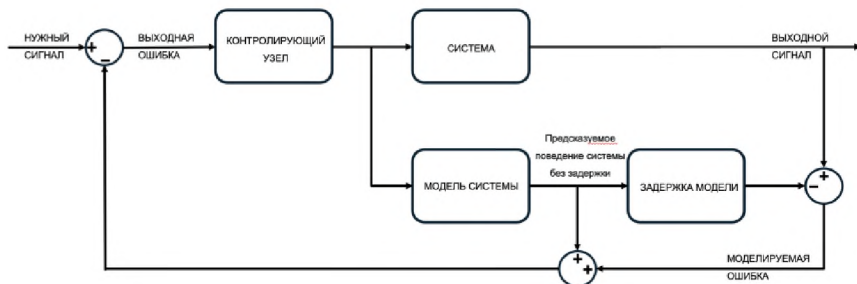 НУЖНЫЙ
СИГНАЛ
+
−
ВЫХОДНАЯ
ОШИБКА
КОНТРОЛИРУЮЩИЙ
УЗЕЛ
СИСТЕМА
ВЫХОДНОЙ
СИГНАЛ
Предсказуемое
поведение системы
без задержки
МОДЕЛЬ СИСТЕМЫ
ЗАДЕРЖКА МОДЕЛИ
+
−
+
+
МОДЕЛИРУЕМАЯ
ОШИБКА